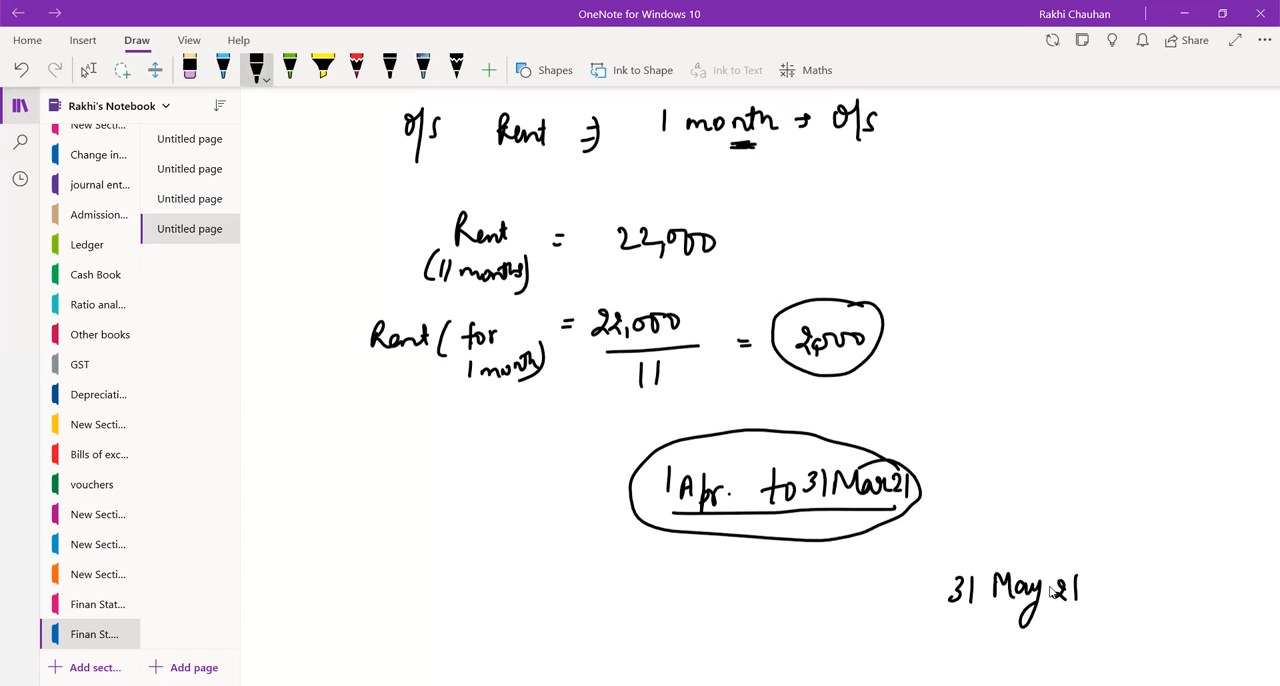 OneNote for Windows 10
Rakhi Chauhan
Home Insert Draw View Help
Share
Shapes Ink to Shape Ink to Text Maths
Rakhi's Notebook
New Secti...
Change in...
journal ent...
Admission...
Ledger
Cash Book
Ratio anal...
Other books
GST
Depreciati...
New Secti...
Bills of exc...
vouchers
New Secti...
New Secti...
New Secti...
Finan Stat...
Finan St....
Add sect...
Untitled page
Untitled page
Untitled page
Untitled page
Add page
o/s Rent ⇒ 1 month → o/s
Rent = 22,000
(11 months)
Rent (for 1 month) = 22,000 / 11 = 2,000
1 Apr. to 31 Mar 21
31 May 21